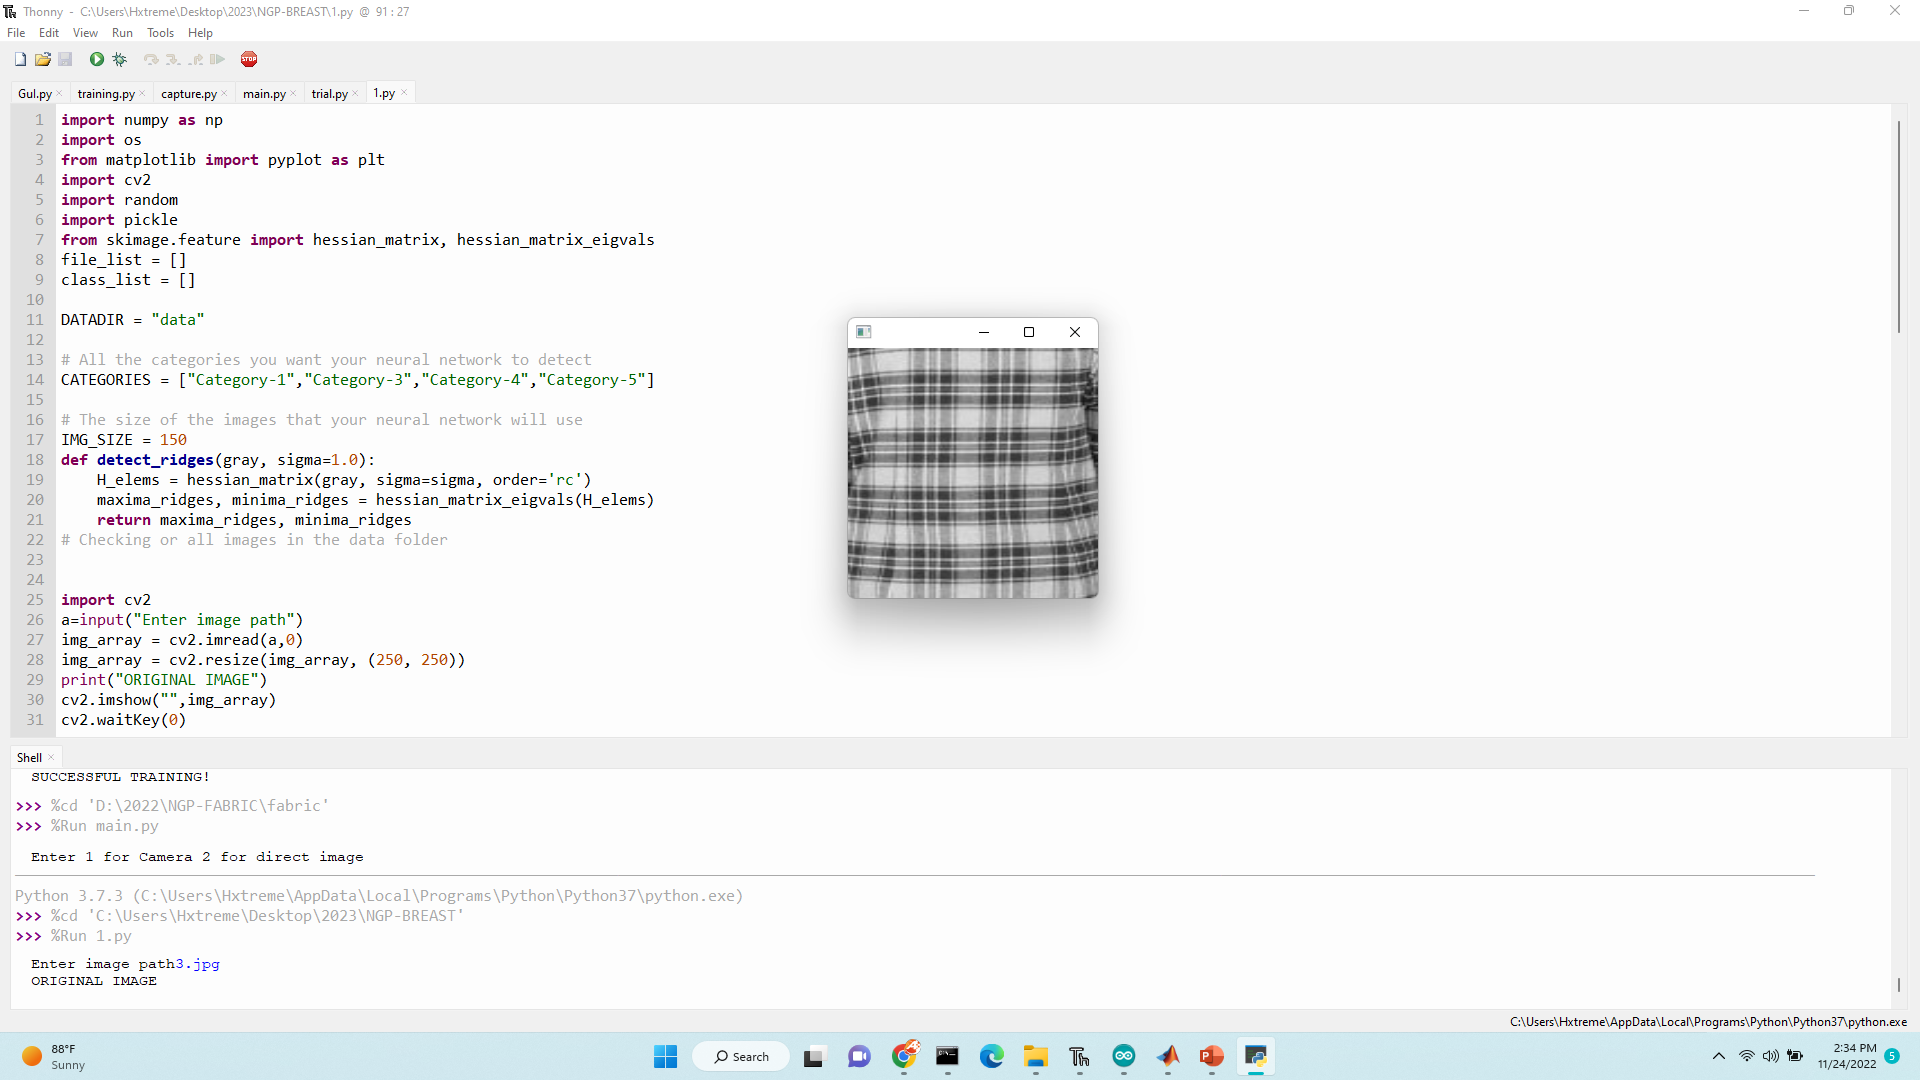 Thonny - C:\Users\Hxtreme\Desktop\2023\NGP-BREAST\1.py @ 91:27
File Edit View Run Tools Help
STOP
Gul.py × training.py × capture.py × main.py × trial.py × 1.py ×
1 import numpy as np
2 import os
3 from matplotlib import pyplot as plt
4 import cv2
5 import random
6 import pickle
7 from skimage.feature import hessian_matrix, hessian_matrix_eigvals
8 file_list = []
9 class_list = []
10
11 DATADIR = "data"
12
13 # All the categories you want your neural network to detect
14 CATEGORIES = ["Category-1","Category-3","Category-4","Category-5"]
15
16 # The size of the images that your neural network will use
17 IMG_SIZE = 150
18 def detect_ridges(gray, sigma=1.0):
19     H_elems = hessian_matrix(gray, sigma=sigma, order='rc')
20     maxima_ridges, minima_ridges = hessian_matrix_eigvals(H_elems)
21     return maxima_ridges, minima_ridges
22 # Checking or all images in the data folder
23
24
25 import cv2
26 a=input("Enter image path")
27 img_array = cv2.imread(a,0)
28 img_array = cv2.resize(img_array, (250, 250))
29 print("ORIGINAL IMAGE")
30 cv2.imshow("",img_array)
31 cv2.waitKey(0)
Shell ×
SUCCESSFUL TRAINING!
>>> %cd 'D:\2022\NGP-FABRIC\fabric'
>>> %Run main.py
Enter 1 for Camera 2 for direct image
Python 3.7.3 (C:\Users\Hxtreme\AppData\Local\Programs\Python\Python37\python.exe)
>>> %cd 'C:\Users\Hxtreme\Desktop\2023\NGP-BREAST'
>>> %Run 1.py
Enter image path3.jpg
ORIGINAL IMAGE
C:\Users\Hxtreme\AppData\Local\Programs\Python\Python37\python.exe
88°F
Sunny
Search
2:34 PM
11/24/2022
5